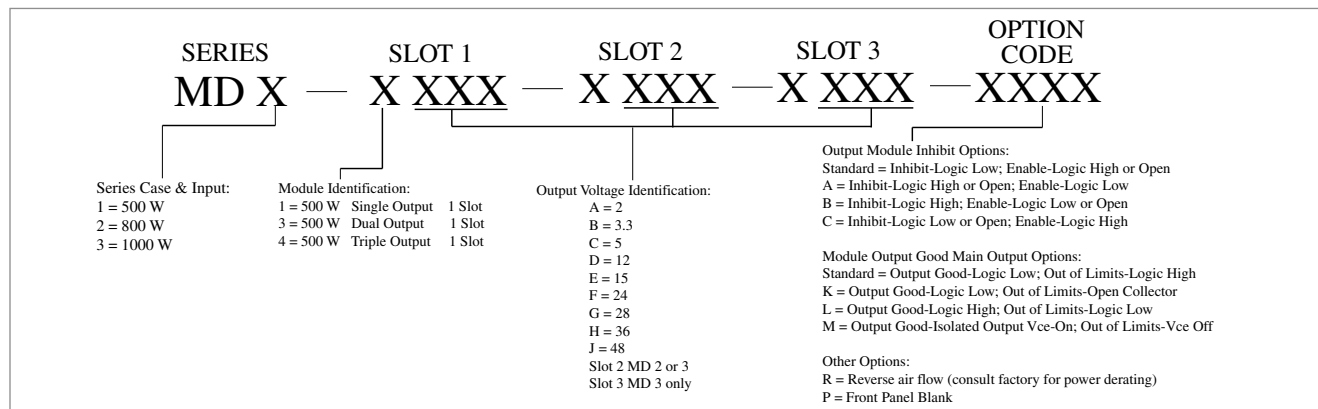 SERIES SLOT 1 SLOT 2 SLOT 3 OPTION CODE
MD X — X XXX — X XXX — X XXX — XXXX
Series Case & Input:
1 = 500 W
2 = 800 W
3 = 1000 W
Module Identification:
1 = 500 W Single Output 1 Slot
3 = 500 W Dual Output 1 Slot
4 = 500 W Triple Output 1 Slot
Output Voltage Identification:
A = 2
B = 3.3
C = 5
D = 12
E = 15
F = 24
G = 28
H = 36
J = 48
Slot 2 MD 2 or 3
Slot 3 MD 3 only
Output Module Inhibit Options:
Standard = Inhibit-Logic Low; Enable-Logic High or Open
A = Inhibit-Logic High or Open; Enable-Logic Low
B = Inhibit-Logic High; Enable-Logic Low or Open
C = Inhibit-Logic Low or Open; Enable-Logic High
Module Output Good Main Output Options:
Standard = Output Good-Logic Low; Out of Limits-Logic High
K = Output Good-Logic Low; Out of Limits-Open Collector
L = Output Good-Logic High; Out of Limits-Logic Low
M = Output Good-Isolated Output Vce-On; Out of Limits-Vce Off
Other Options:
R = Reverse air flow (consult factory for power derating)
P = Front Panel Blank